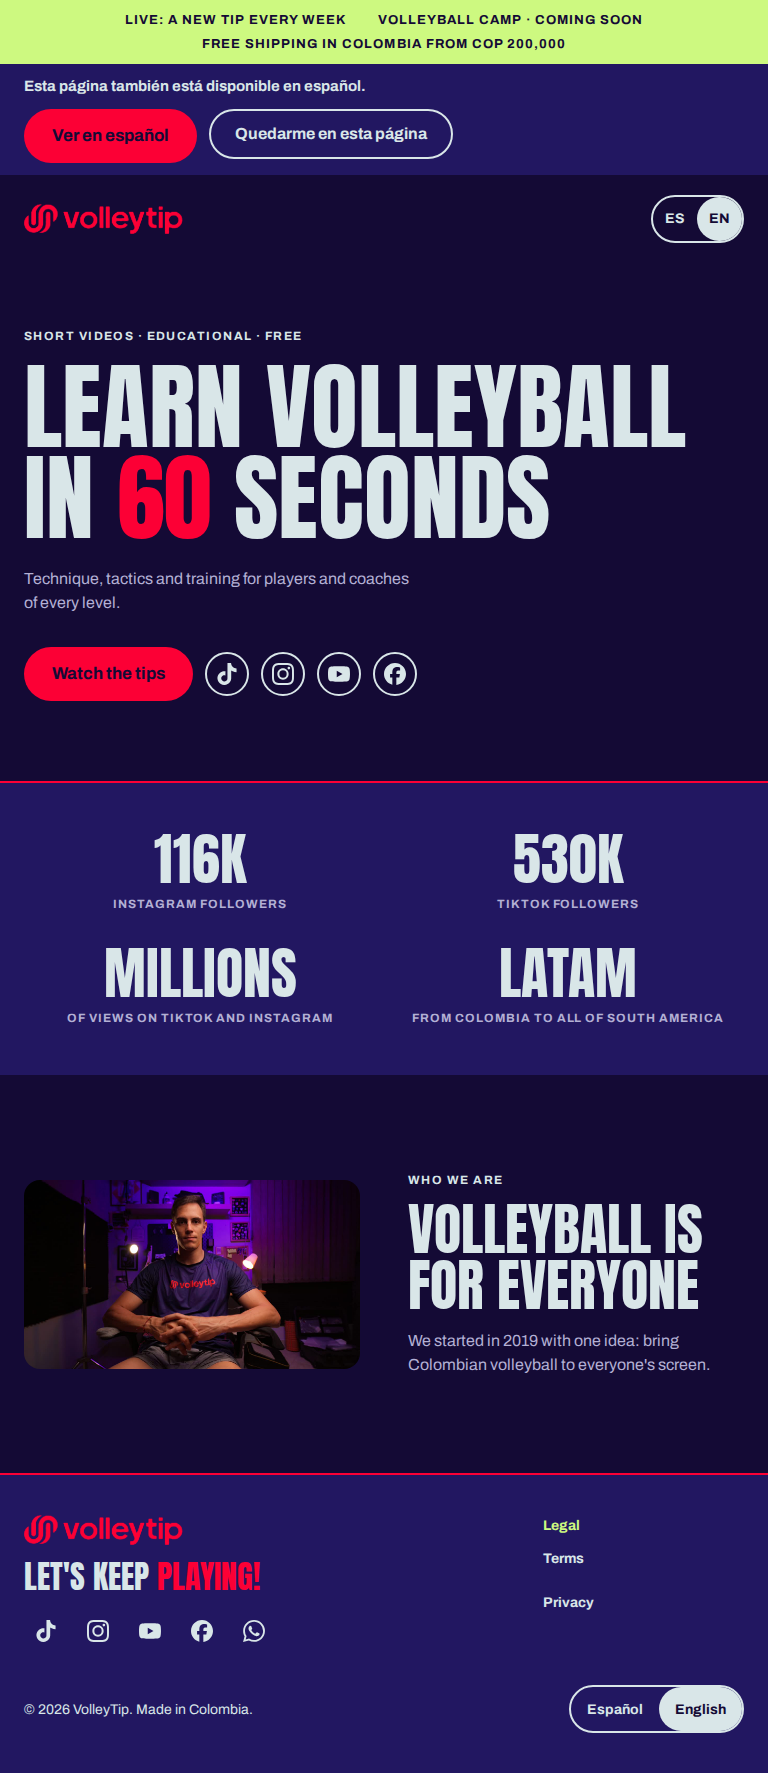 LIVE: A NEW TIP EVERY WEEK VOLLEYBALL CAMP · COMING SOON
FREE SHIPPING IN COLOMBIA FROM COP 200,000
Esta página también está disponible en español.
Ver en español Quedarme en esta página
volleytip ES EN
SHORT VIDEOS · EDUCATIONAL · FREE
LEARN VOLLEYBALL
IN 60 SECONDS
Technique, tactics and training for players and coaches
of every level.
Watch the tips
116K 530K
INSTAGRAM FOLLOWERS TIKTOK FOLLOWERS
MILLIONS LATAM
OF VIEWS ON TIKTOK AND INSTAGRAM FROM COLOMBIA TO ALL OF SOUTH AMERICA
WHO WE ARE
VOLLEYBALL IS
FOR EVERYONE
volleytip
We started in 2019 with one idea: bring
Colombian volleyball to everyone's screen.
volleytip
LET'S KEEP PLAYING!
Legal
Terms
Privacy
© 2026 VolleyTip. Made in Colombia. Español English